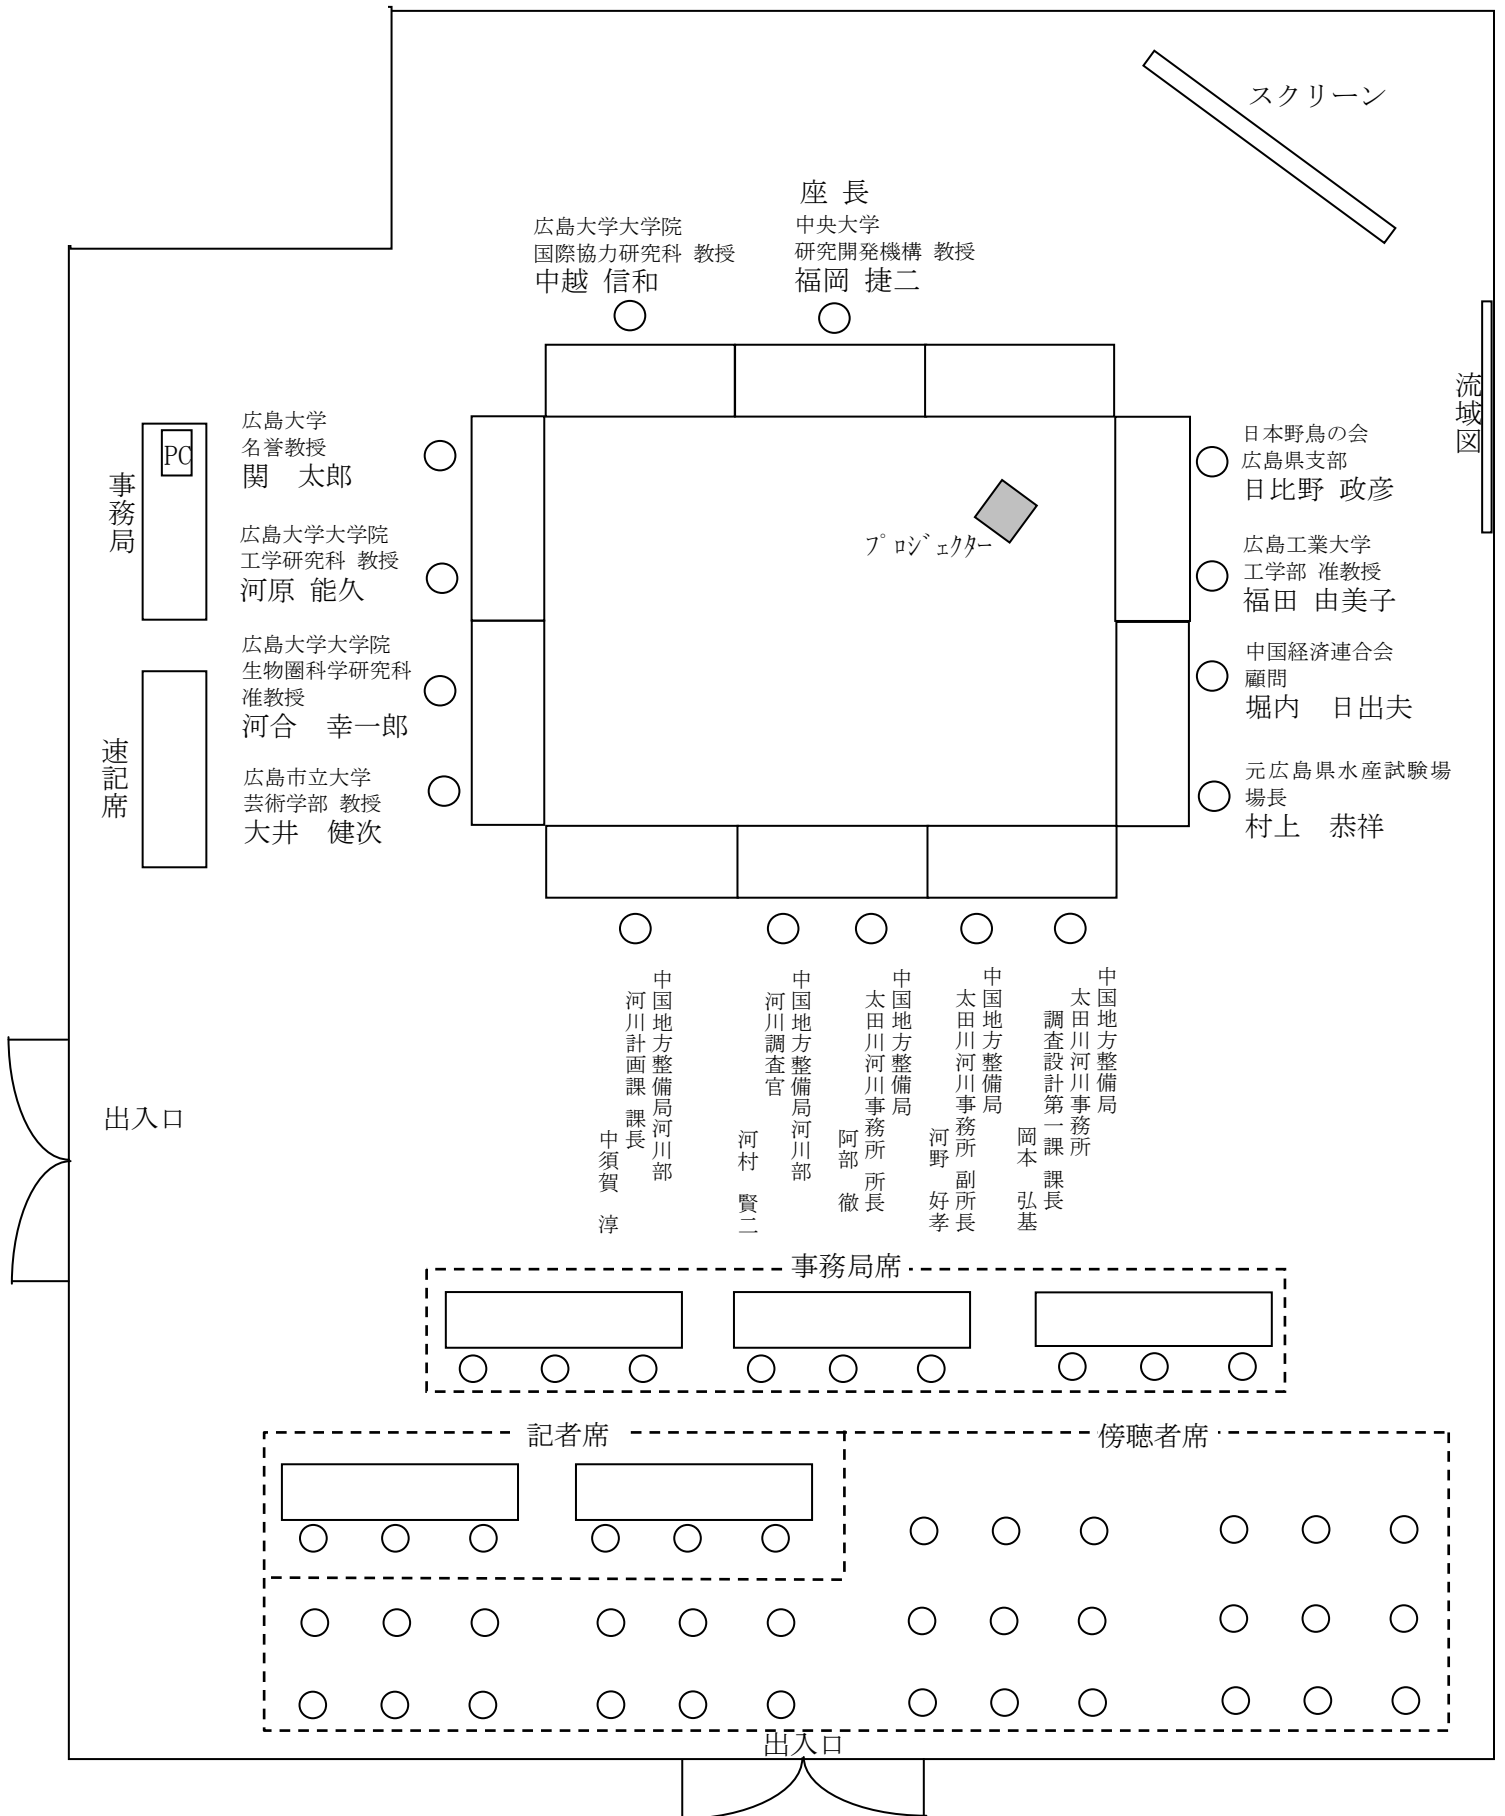 スクリーン
座 長
広島大学大学院
国際協力研究科 教授
中越 信和
中央大学
研究開発機構 教授
福岡 捷二
流域図
PC
事務局
広島大学
名誉教授
関　太郎
広島大学大学院
工学研究科 教授
河原 能久
広島大学大学院
生物圏科学研究科
准教授
河合　幸一郎
広島市立大学
芸術学部 教授
大井　健次
速記席
プロジェクター
日本野鳥の会
広島県支部
日比野 政彦
広島工業大学
工学部 准教授
福田 由美子
中国経済連合会
顧問
堀内　日出夫
元広島県水産試験場
場長
村上　恭祥
中国地方整備局河川部
河川計画課 課長
中須賀　淳
中国地方整備局河川部
河川調査官
河村　賢二
中国地方整備局
太田川河川事務所 所長
阿部　徹
中国地方整備局
太田川河川事務所 副所長
河野　好孝
中国地方整備局
太田川河川事務所
調査設計第一課 課長
岡本　弘基
出入口
事務局席
記者席
傍聴者席
出入口